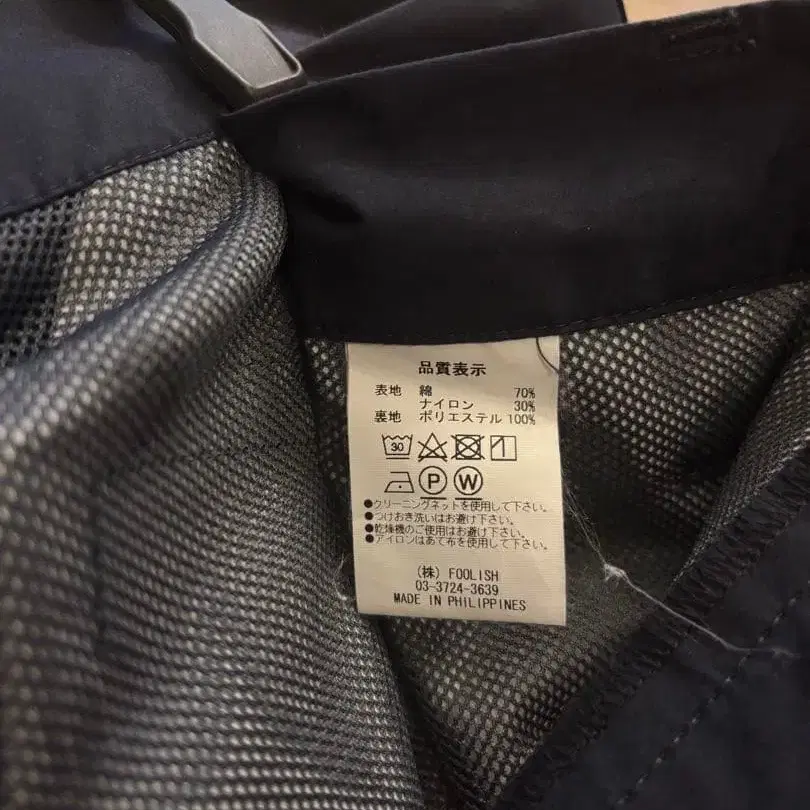 品質表示
表地 綿 70%
ナイロン 30%
裏地 ポリエステル 100%
30
P W
●クリーニングネットを使用して下さい。
●つけおき洗いはお避け下さい。
●乾燥機のご使用はお避け下さい。
●アイロンはあて布を使用して下さい。
(株) FOOLISH
03-3724-3639
MADE IN PHILIPPINES